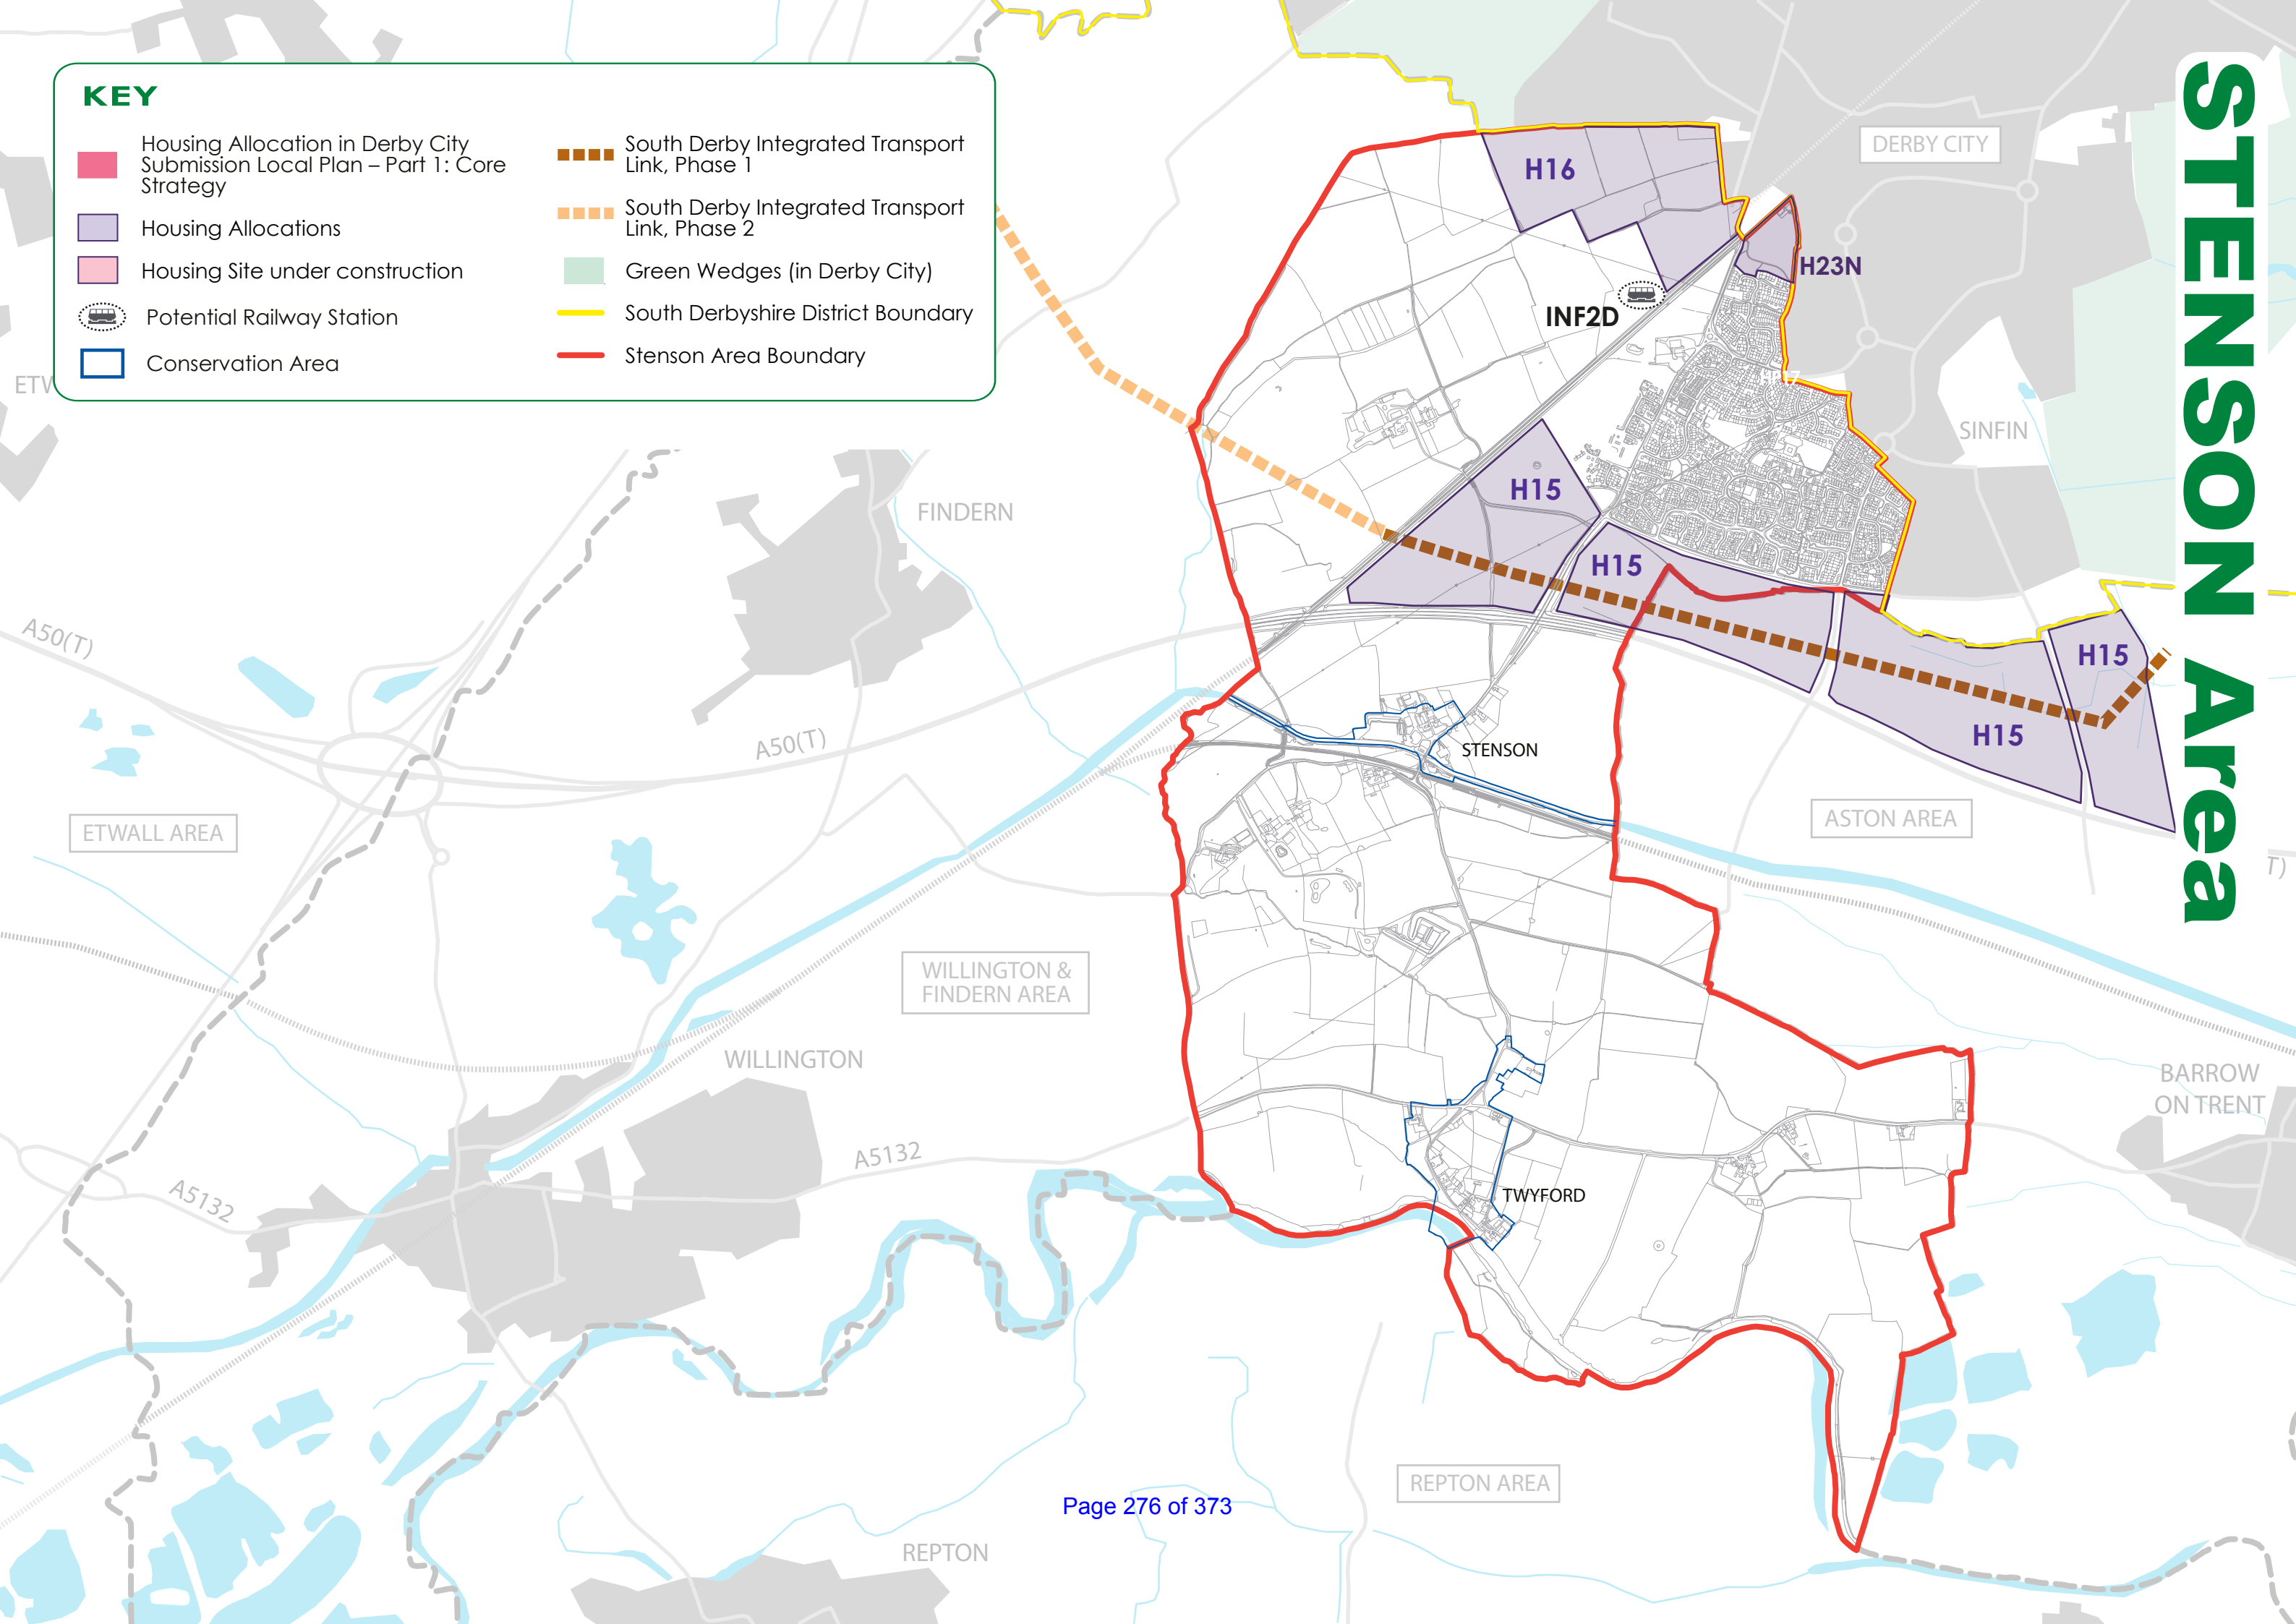 STENSON Area
KEY
Housing Allocation in Derby City
Submission Local Plan – Part 1: Core
Strategy
Housing Allocations
Housing Site under construction
Potential Railway Station
Conservation Area
South Derby Integrated Transport
Link, Phase 1
South Derby Integrated Transport
Link, Phase 2
Green Wedges (in Derby City)
South Derbyshire District Boundary
Stenson Area Boundary
DERBY CITY
H16
H23N
INF2D
SINFIN
H15
FINDERN
H15
A50(T)
H15
H15
A50(T)
STENSON
ETWALL AREA
ASTON AREA
T)
WILLINGTON &
FINDERN AREA
WILLINGTON
BARROW
ON TRENT
A5132
A5132
TWYFORD
REPTON AREA
Page 276 of 373
REPTON